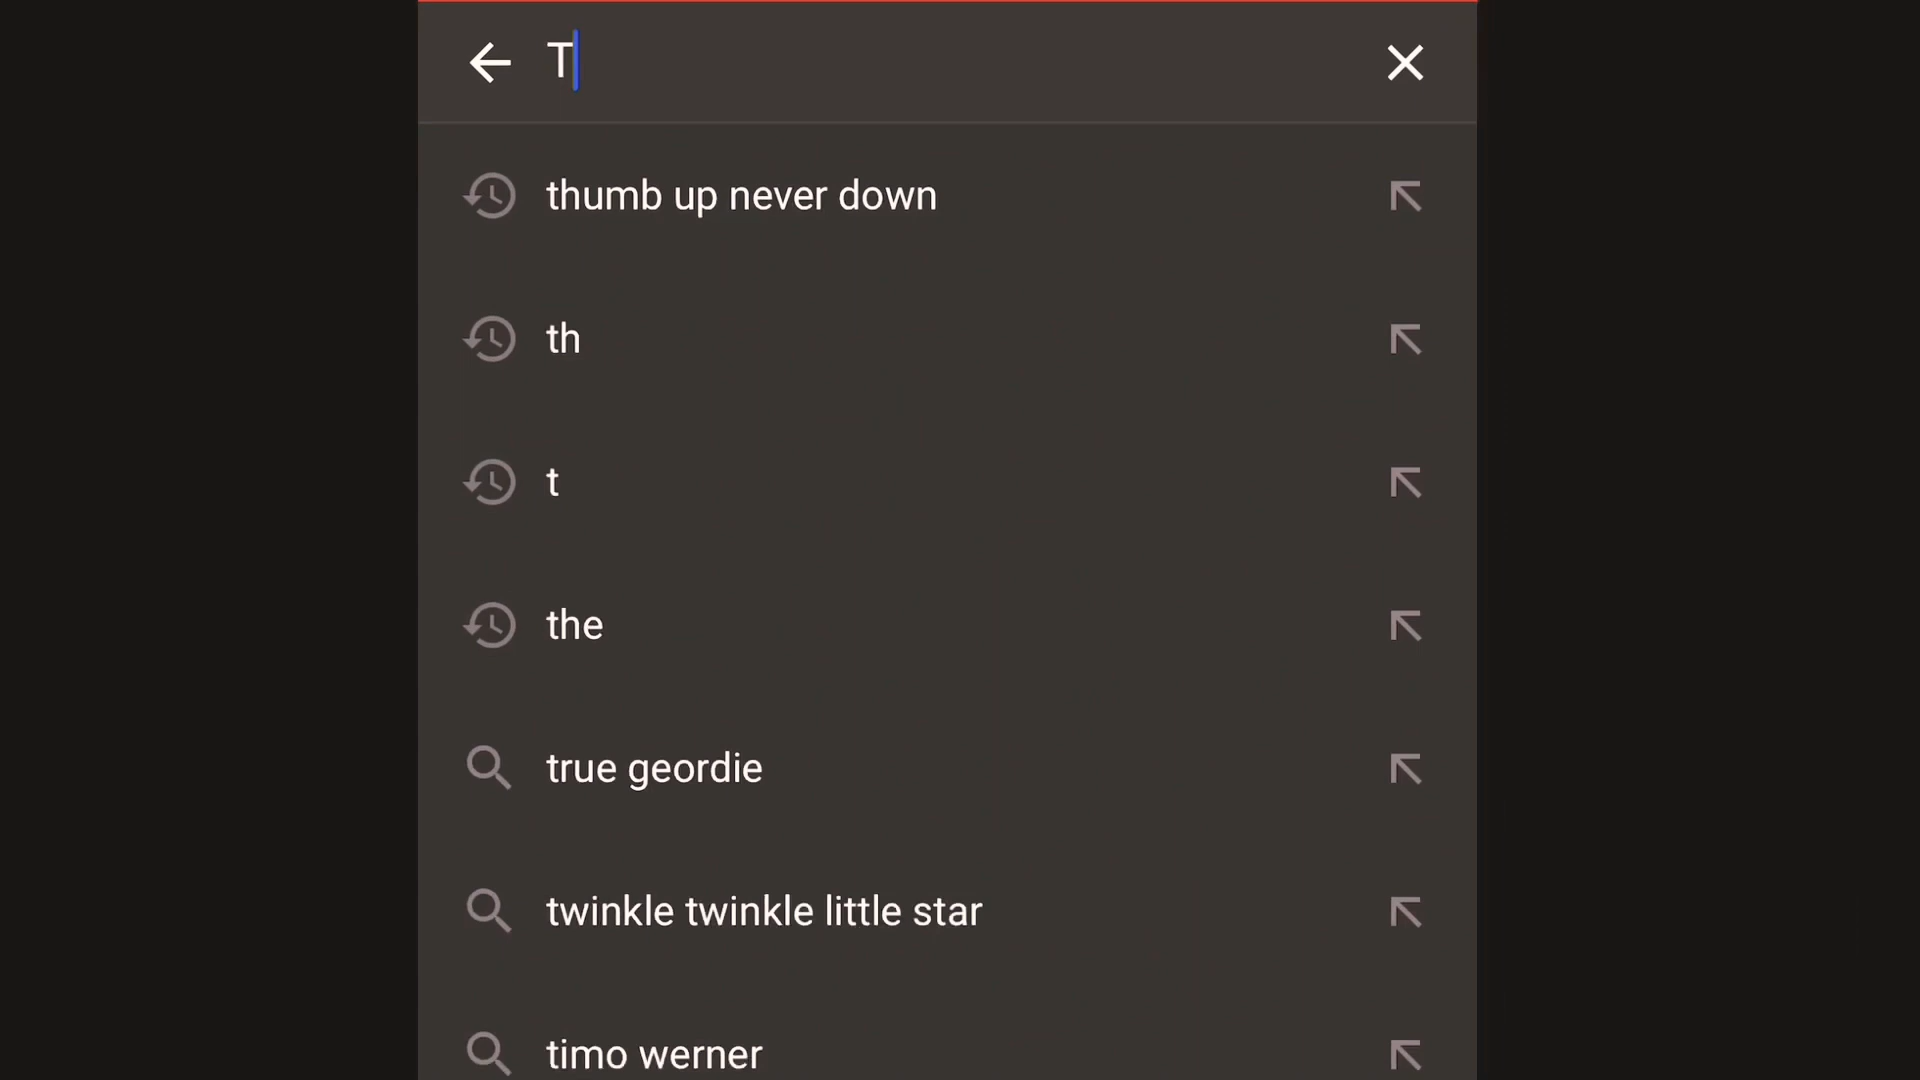 T
thumb up never down
th
t
the
true geordie
twinkle twinkle little star
timo werner